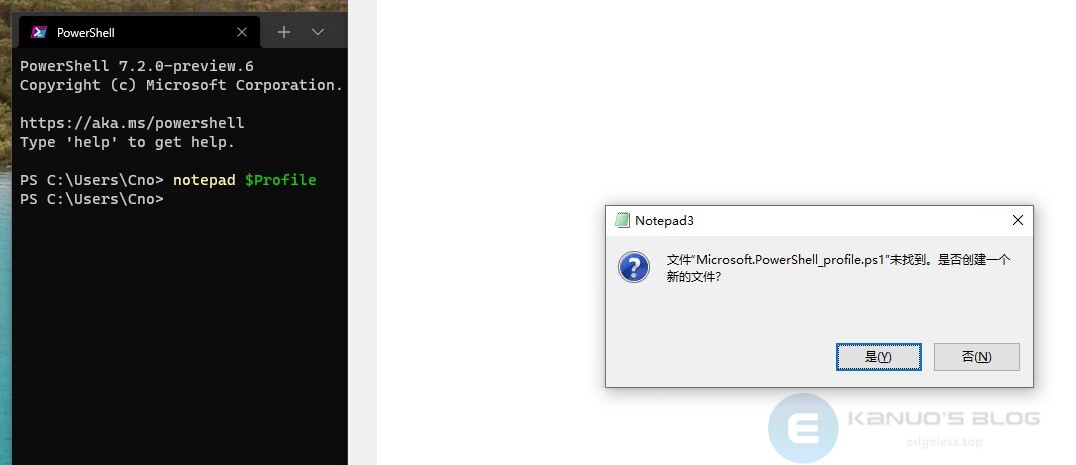 PowerShell
PowerShell 7.2.0-preview.6
Copyright (c) Microsoft Corporation.
https://aka.ms/powershell
Type 'help' to get help.
PS C:\Users\Cno> notepad $Profile
PS C:\Users\Cno>
Notepad3
文件“Microsoft.PowerShell_profile.ps1”未找到。是否创建一个
新的文件?
是(Y)
否(N)
KANUO'S BLOG
edgeless.top